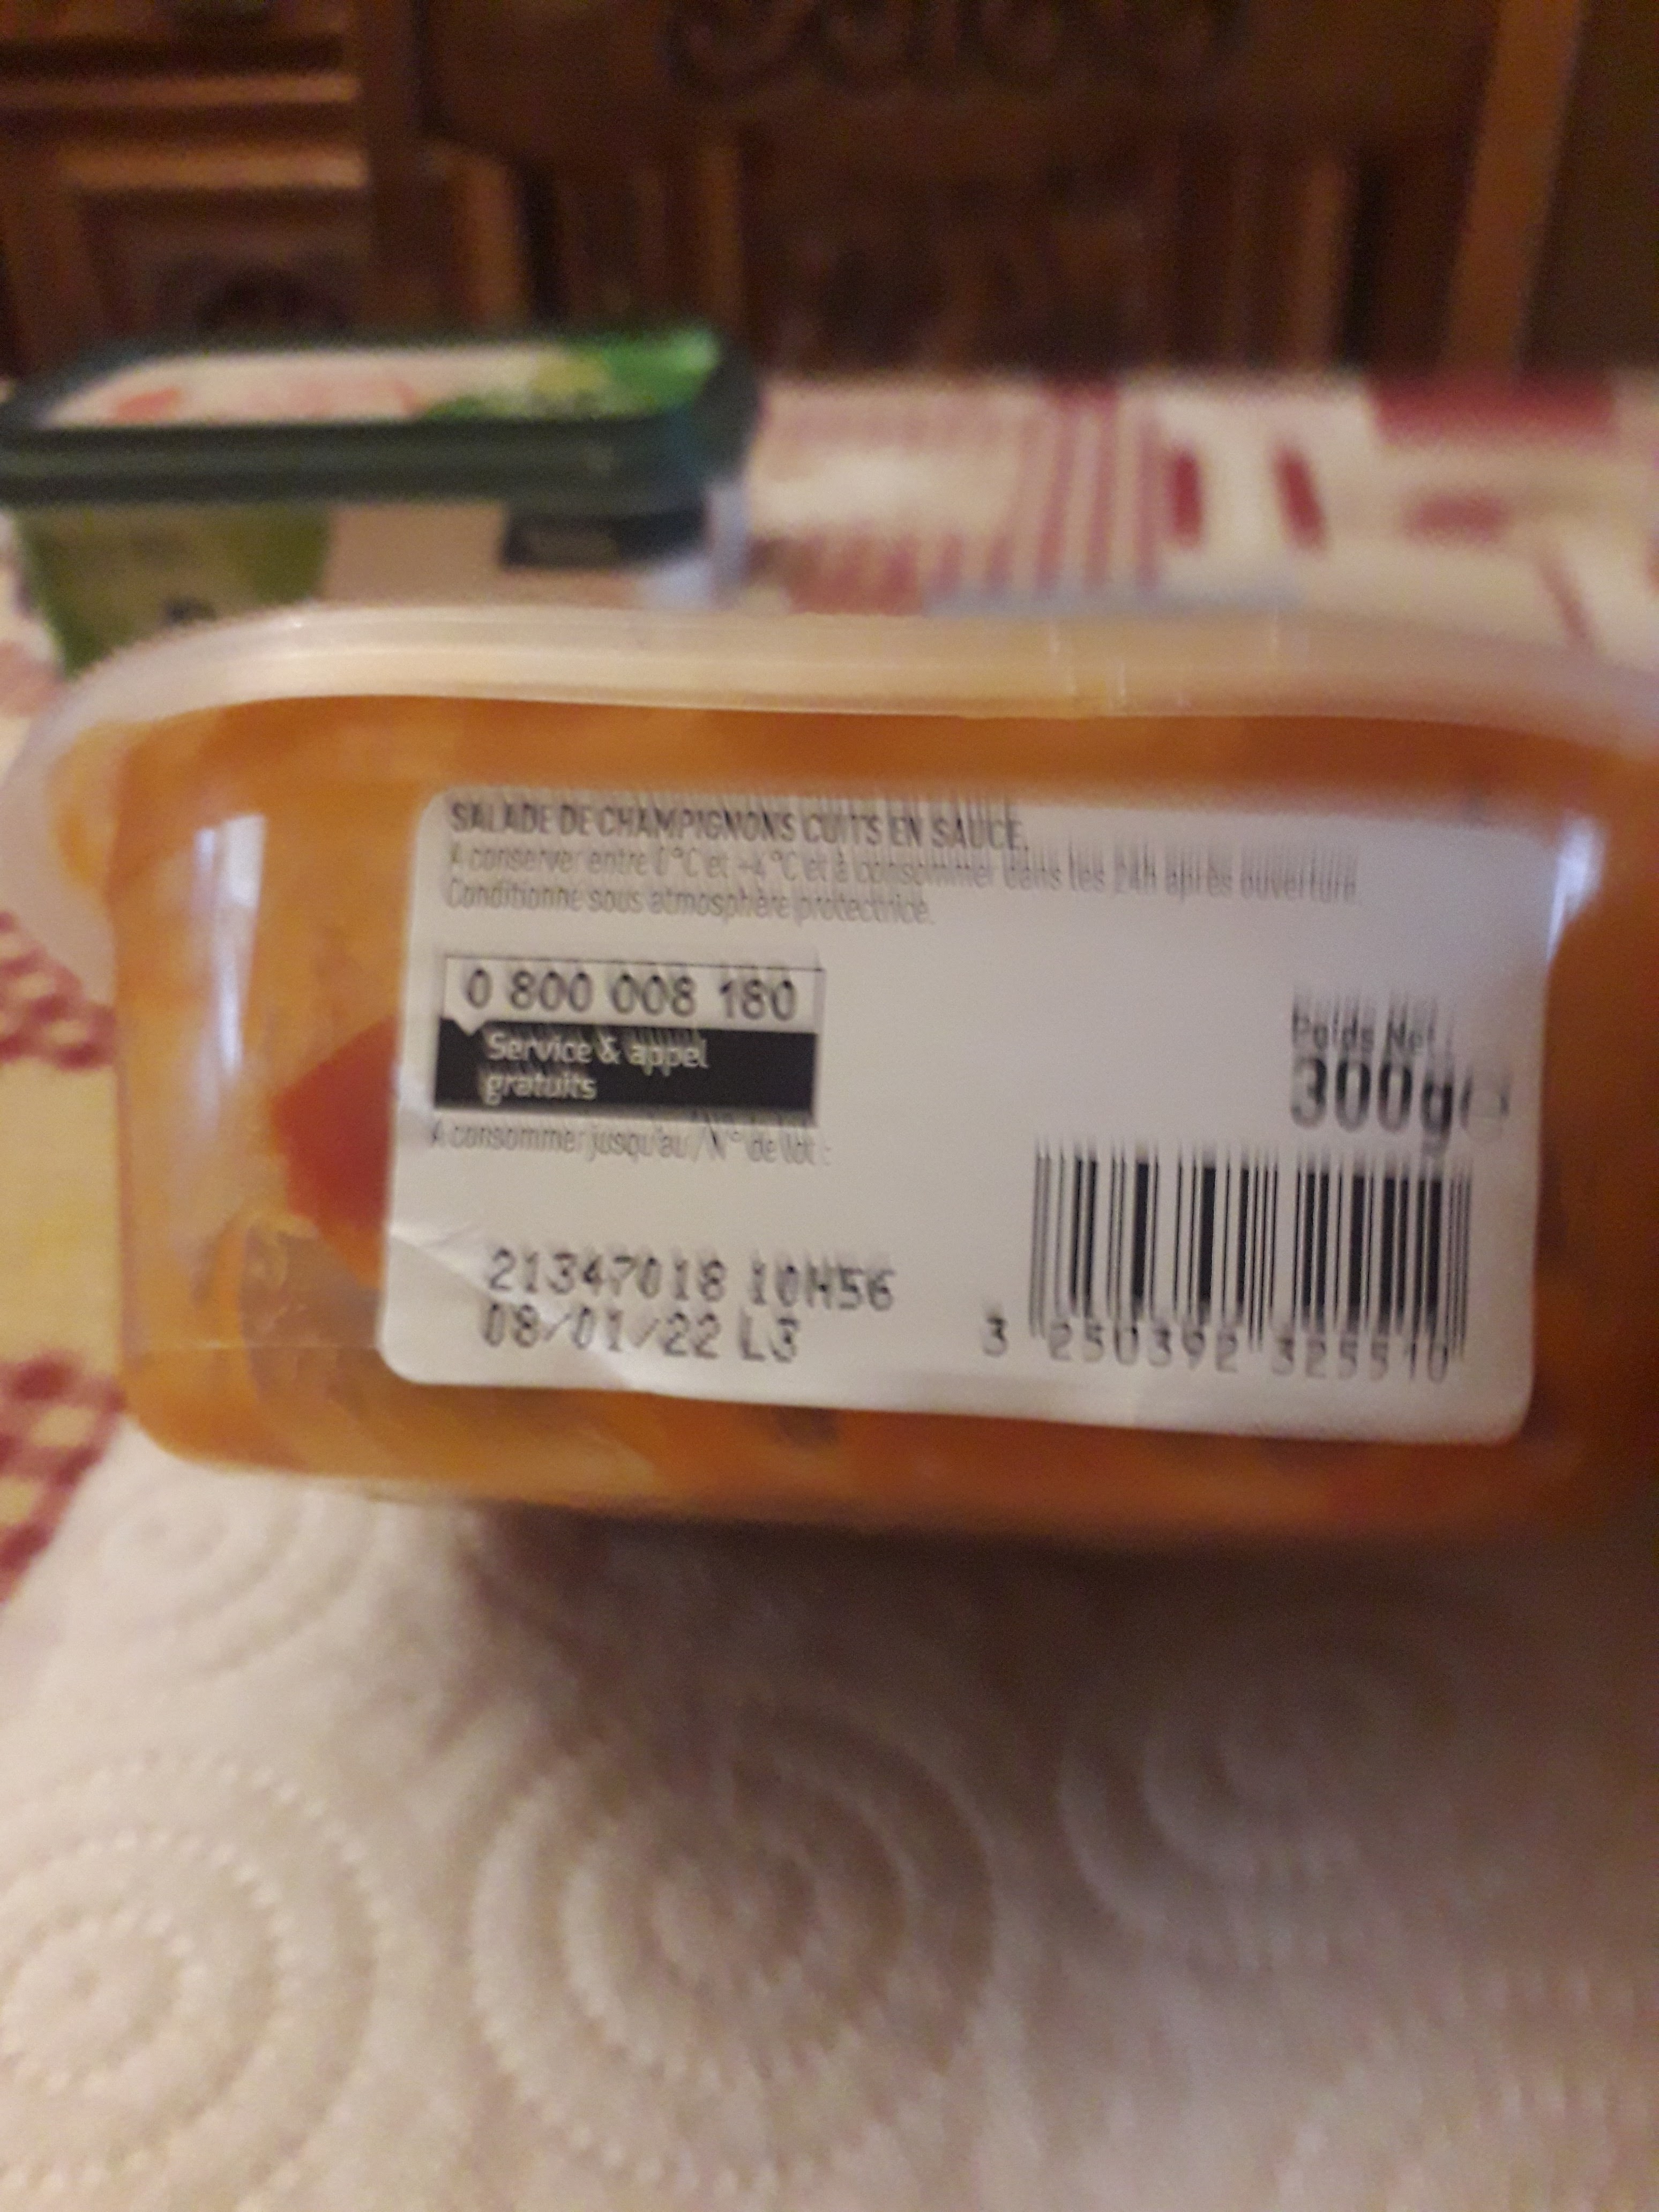 SALADE DE CHAMPIGNONS CUITS EN SAUCE.
A conserver entre 0°C et +4°C et à consommer dans les 24h après ouverture.
Conditionné sous atmosphère protectrice.
0 800 008 180
Service & appel
gratuits
Poids Net :
300g e
A consommer jusqu'au / N° de lot :
21347018 10H56
08/01/22 L3
3 250392 325510